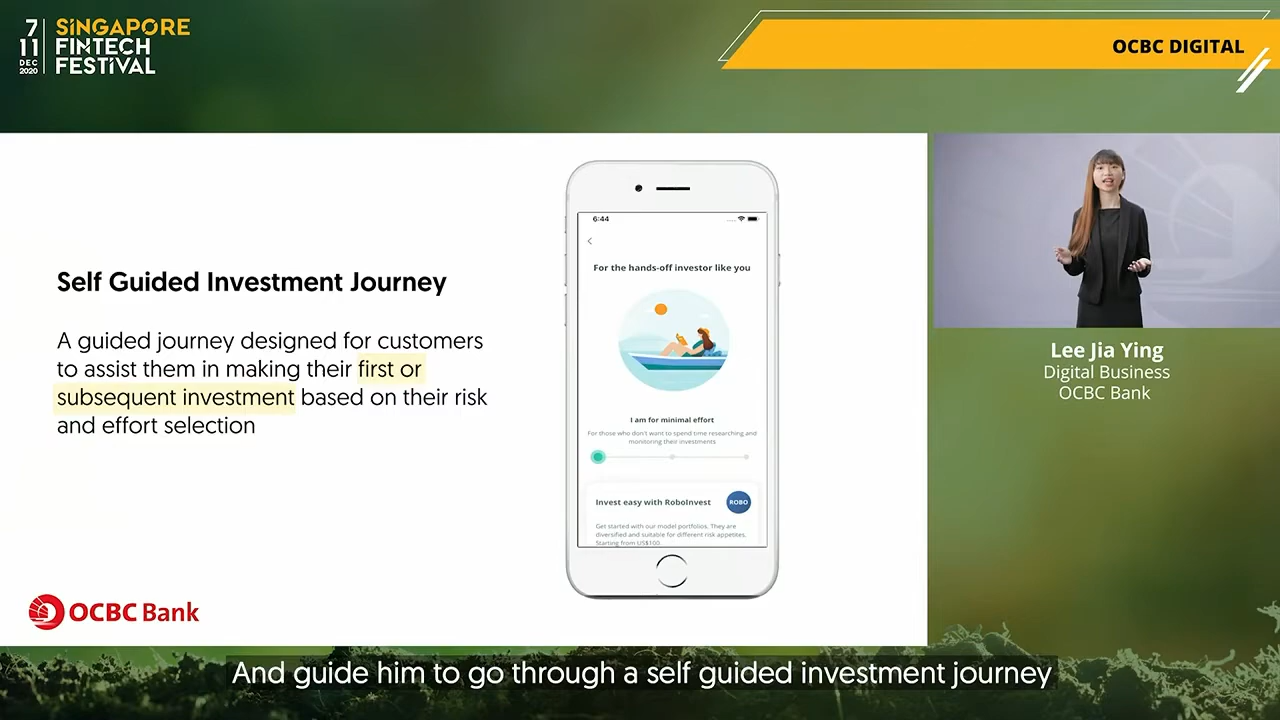 7
11
DEC
2020
SINGAPORE
FINTECH
FESTIVAL
OCBC DIGITAL
Self Guided Investment Journey
A guided journey designed for customers
to assist them in making their first or
subsequent investment based on their risk
and effort selection
OCBC Bank
6:44
For the hands-off investor like you
I am for minimal effort
For those who don't want to spend time researching and
monitoring their investments
Invest easy with RoboInvest
ROBO
Get started with our model portfolios. They are
diversified and suitable for different risk appetites.
Starting from US$100.
Lee Jia Ying
Digital Business
OCBC Bank
And guide him to go through a self guided investment journey